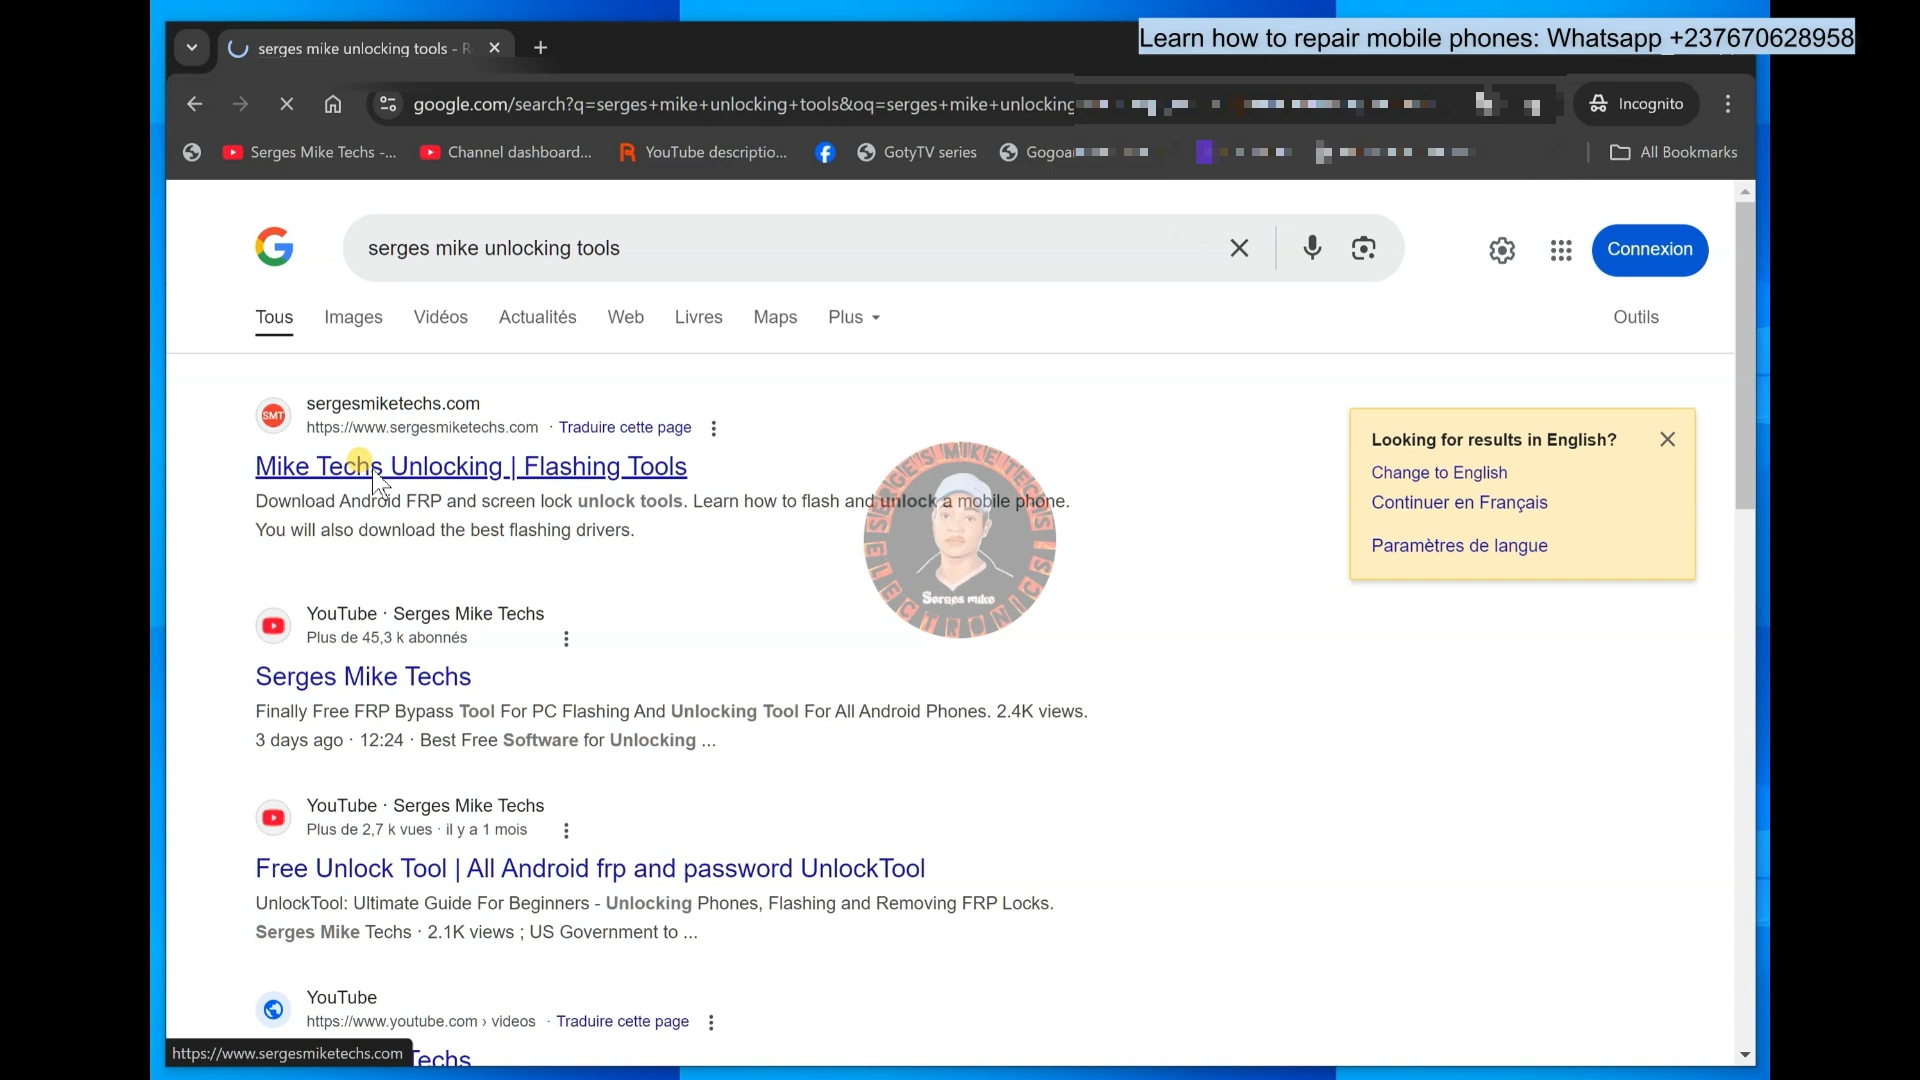 Learn how to repair mobile phones: Whatsapp +237670628958
serges mike unlocking tools - R
google.com/search?q=serges+mike+unlocking+tools&oq=serges+mike+unlocking
Incognito
Serges Mike Techs -...
Channel dashboard...
YouTube descriptio...
GotyTV series
Gogoa
All Bookmarks
serges mike unlocking tools
Connexion
Tous
Images
Vidéos
Actualités
Web
Livres
Maps
Plus
Outils
SMT
sergesmiketechs.com
https://www.sergesmiketechs.com · Traduire cette page
Mike Techs Unlocking | Flashing Tools
Download Android FRP and screen lock unlock tools. Learn how to flash and unlock a mobile phone.
You will also download the best flashing drivers.
Looking for results in English?
Change to English
Continuer en Français
Paramètres de langue
SERGES MIKE TECHS
ELECTRONICS
Serges mike
YouTube · Serges Mike Techs
Plus de 45,3 k abonnés
Serges Mike Techs
Finally Free FRP Bypass Tool For PC Flashing And Unlocking Tool For All Android Phones. 2.4K views.
3 days ago · 12:24 · Best Free Software for Unlocking ...
YouTube · Serges Mike Techs
Plus de 2,7 k vues · il y a 1 mois
Free Unlock Tool | All Android frp and password UnlockTool
UnlockTool: Ultimate Guide For Beginners - Unlocking Phones, Flashing and Removing FRP Locks.
Serges Mike Techs · 2.1K views ; US Government to ...
YouTube
https://www.youtube.com › videos · Traduire cette page
https://www.sergesmiketechs.com
Techs